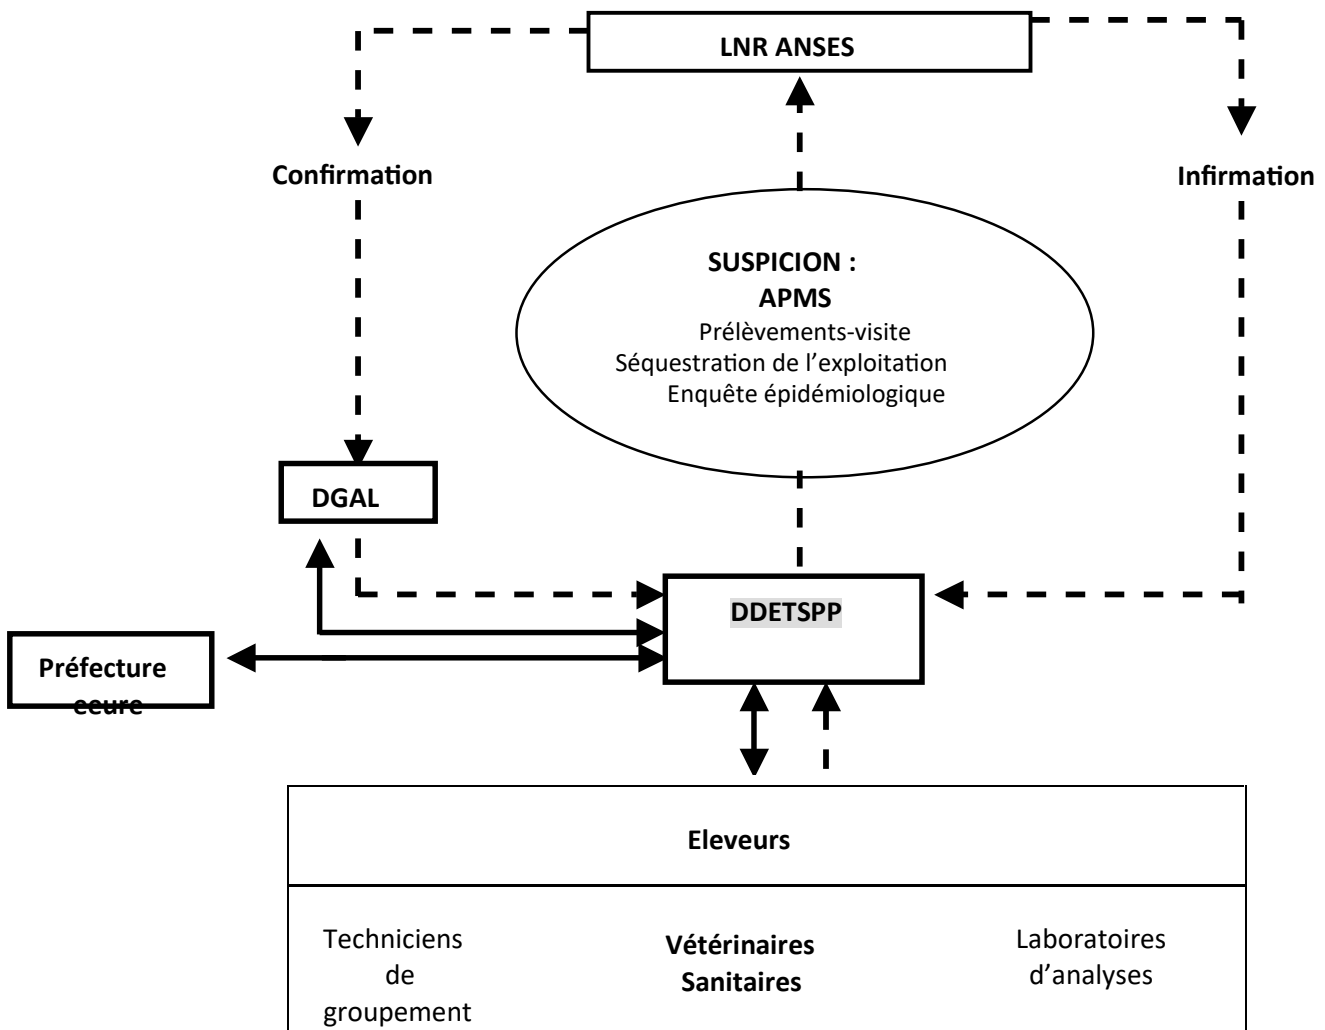 LNR ANSES
Confirmation
Infirmation
SUSPICION :
APMS
Prélèvements-visite
Séquestration de l’exploitation
Enquête épidémiologique
DGAL
DDETSPP
Préfecture
eeure
Eleveurs
Techniciens
de
groupement
Vétérinaires
Sanitaires
Laboratoires
d’analyses